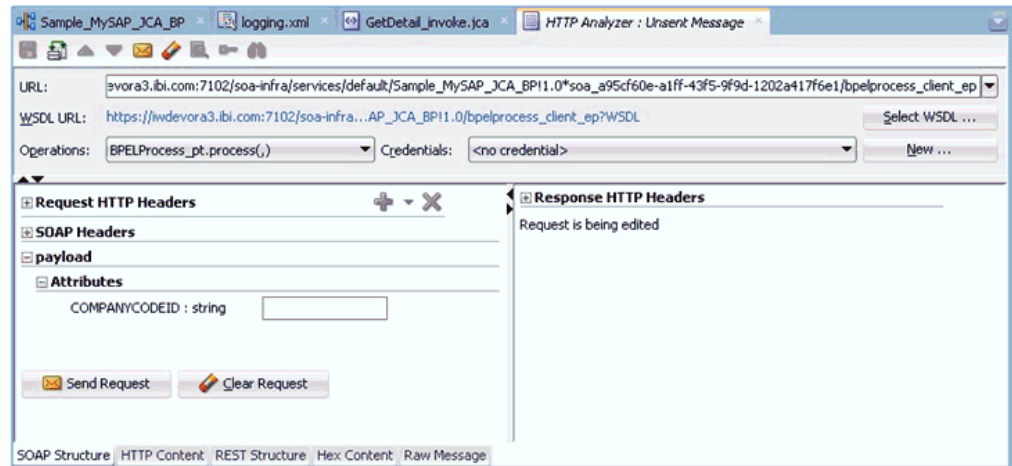 Sample_MySAP_JCA_BP logging.xml GetDetail_invoke.jca HTTP Analyzer : Unsent Message
URL: evora3.ibi.com:7102/soa-infra/services/default/Sample_MySAP_JCA_BP!1.0*soa_a95cf60e-a1ff-43f5-9f9d-1202a417f6e1/bpelprocess_client_ep
WSDL URL: https://iwdevora3.ibi.com:7102/soa-infra...AP_JCA_BP!1.0/bpelprocess_client_ep?WSDL Select WSDL ...
Operations: BPELProcess_pt.process(,) Credentials: <no credential> New ...
Request HTTP Headers
SOAP Headers
payload
Attributes
COMPANYCODEID : string
Send Request Clear Request
Response HTTP Headers
Request is being edited
SOAP Structure HTTP Content REST Structure Hex Content Raw Message